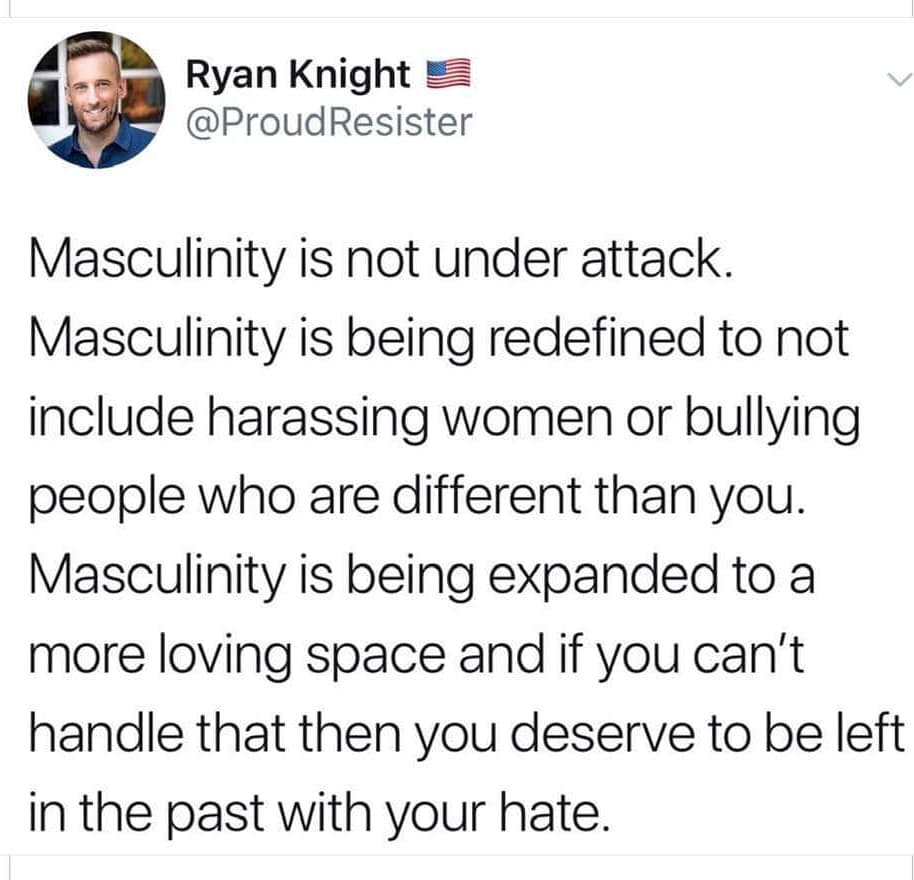 Ryan Knight 🇺🇸
@ProudResister
Masculinity is not under attack.
Masculinity is being redefined to not
include harassing women or bullying
people who are different than you.
Masculinity is being expanded to a
more loving space and if you can't
handle that then you deserve to be left
in the past with your hate.